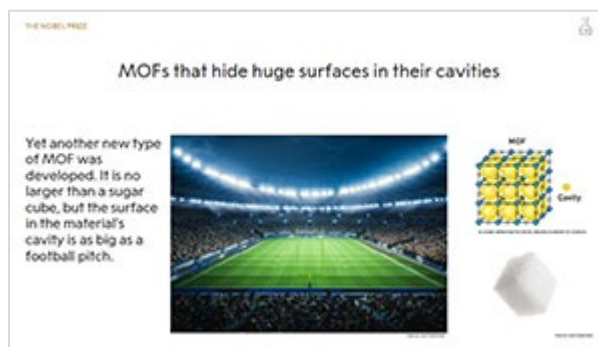 THE NOBEL PRIZE
MOFs that hide huge surfaces in their cavities
Yet another new type
of MOF was
developed. It is no
larger than a sugar
cube, but the surface
in the material's
cavity is as big as a
football pitch.
MOF
Cavity